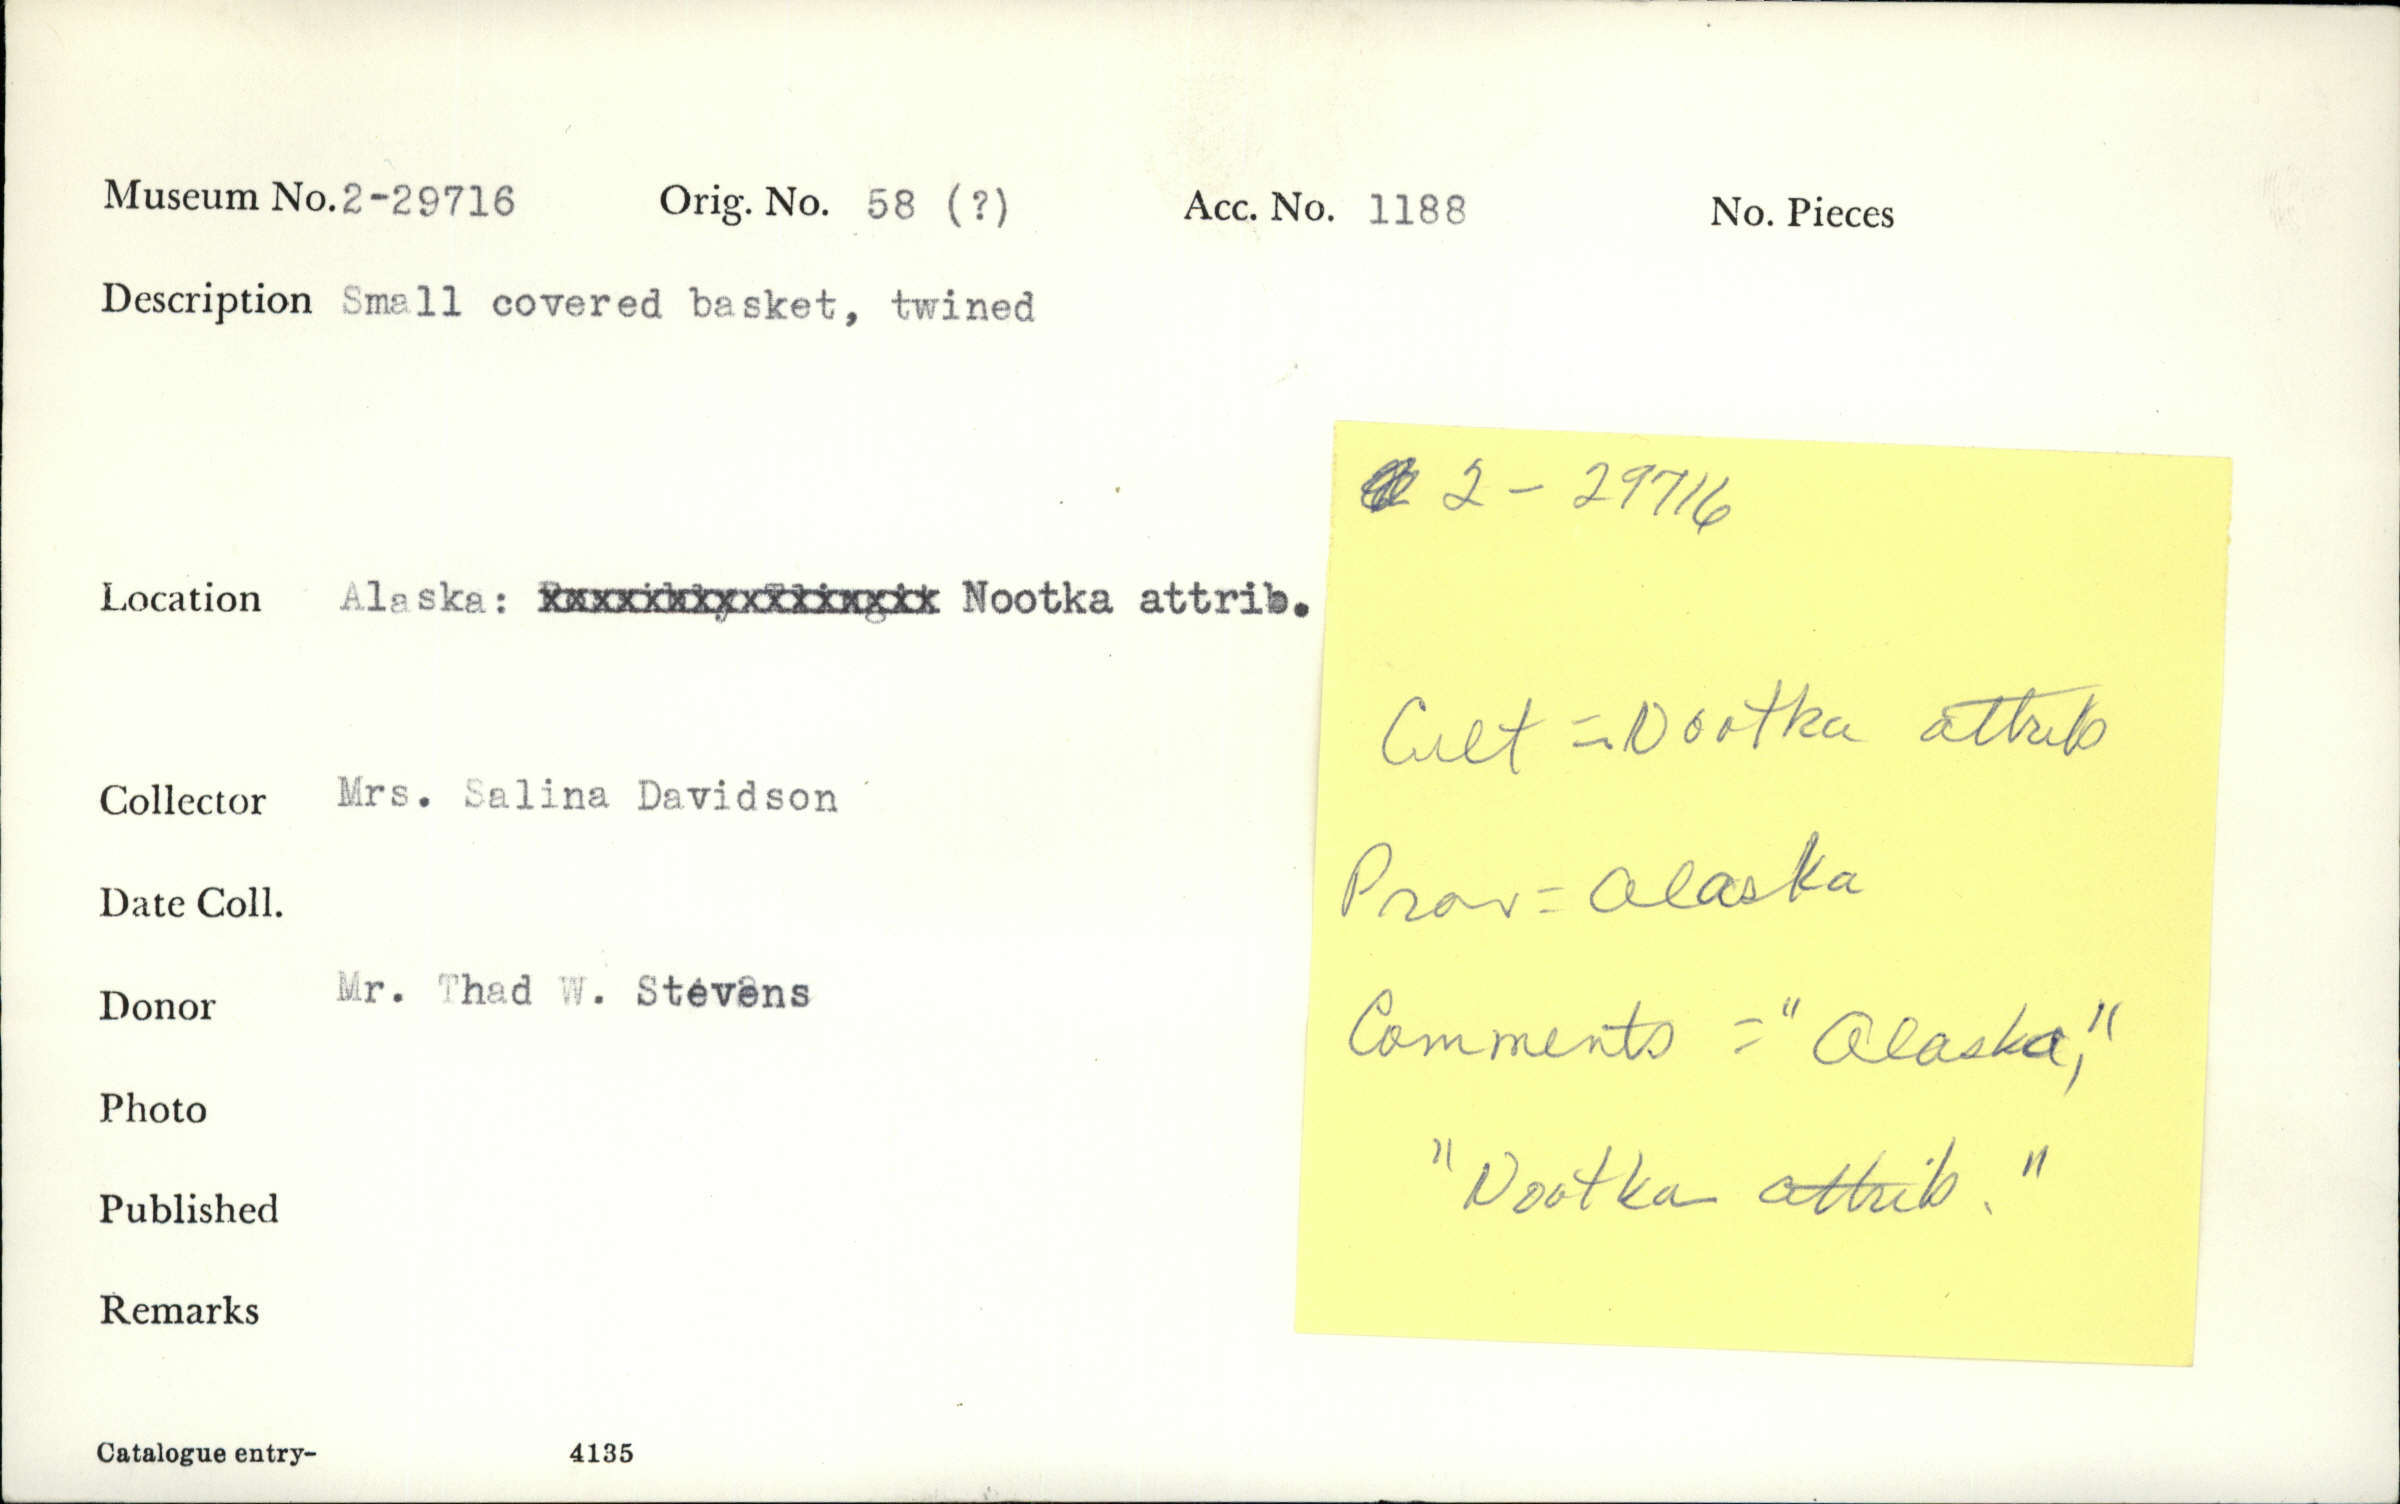 Museum No. 2-29716 Orig. No. 58 (?) Acc. No. 1188 No. Pieces
Description Small covered basket, twined
Location Alaska: Nootka attrib.
Collector Mrs. Salina Davidson
Date Coll.
Donor Mr. Thad W. Stevens
Photo
Published
Remarks
Catalogue entry- 4135
2-29716
Cult = Nootka attrib
Prov = Alaska
Comments = "Alaska,"
"Nootka attrib."